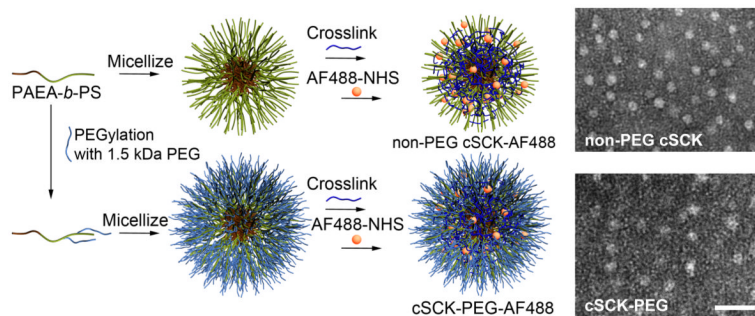 PAEA-b-PS
Micellize
Crosslink
AF488-NHS
non-PEG cSCK-AF488
non-PEG cSCK
PEGylation
with 1.5 kDa PEG
Micellize
Crosslink
AF488-NHS
cSCK-PEG-AF488
cSCK-PEG